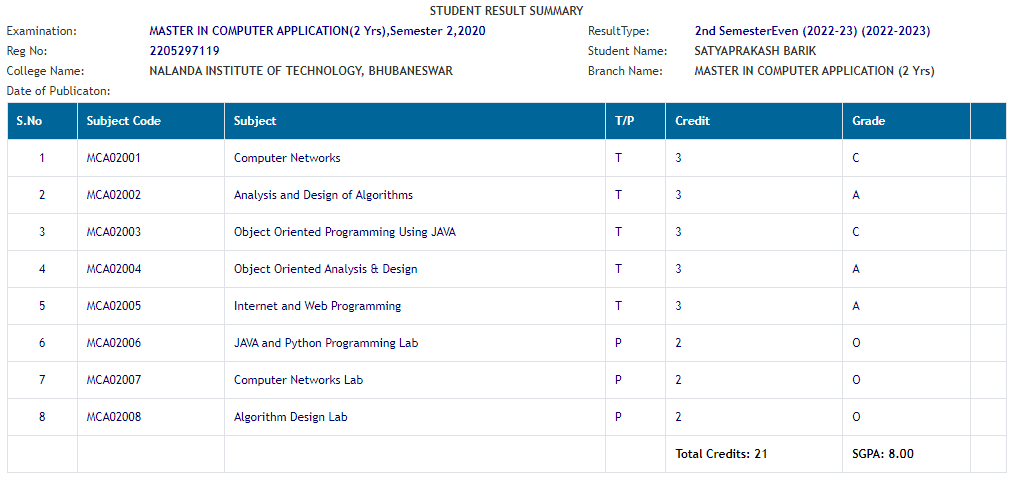 STUDENT RESULT SUMMARY
Examination: MASTER IN COMPUTER APPLICATION(2 Yrs),Semester 2,2020 ResultType: 2nd SemesterEven (2022-23) (2022-2023)
Reg No: 2205297119 Student Name: SATYAPRAKASH BARIK
College Name: NALANDA INSTITUTE OF TECHNOLOGY, BHUBANESWAR Branch Name: MASTER IN COMPUTER APPLICATION (2 Yrs)
Date of Publicaton:
S.No Subject Code Subject T/P Credit Grade
1 MCA02001 Computer Networks T 3 C
2 MCA02002 Analysis and Design of Algorithms T 3 A
3 MCA02003 Object Oriented Programming Using JAVA T 3 C
4 MCA02004 Object Oriented Analysis & Design T 3 A
5 MCA02005 Internet and Web Programming T 3 A
6 MCA02006 JAVA and Python Programming Lab P 2 O
7 MCA02007 Computer Networks Lab P 2 O
8 MCA02008 Algorithm Design Lab P 2 O
Total Credits: 21 SGPA: 8.00